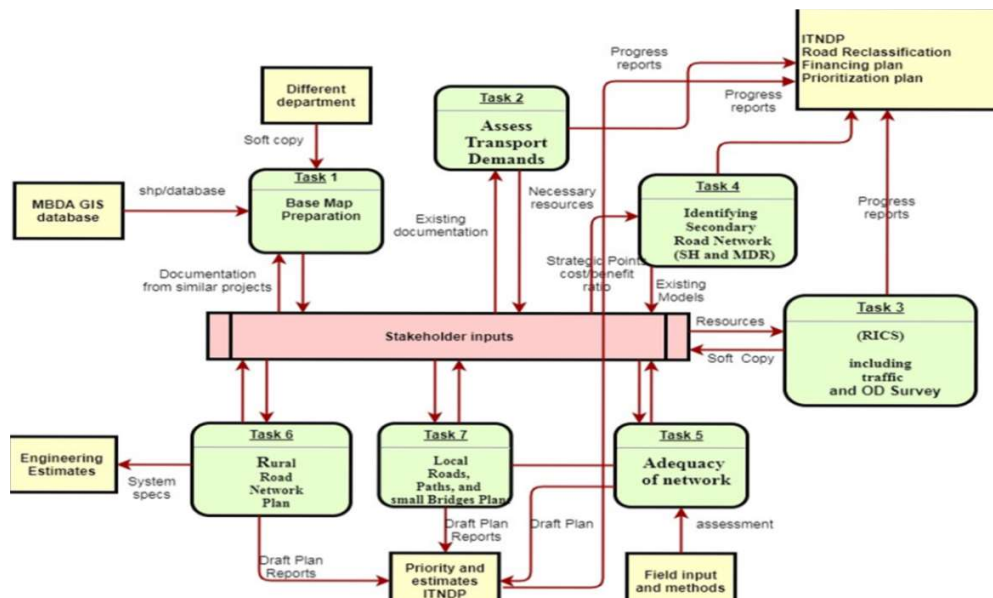 ITNDP
Road Reclassification
Financing plan
Prioritization plan
Progress
reports
Progress
reports
Different
department
Soft copy
Task 2
Assess
Transport
Demands
Task 1
Base Map
Preparation
MBDA GIS
database
shp/database
Existing
documentation
Necessary
resources
Task 4
Identifying
Secondary
Road Network
(SH and MDR)
Progress
reports
Documentation
from similar projects
Strategic Points
cost/benefit
ratio
Existing
Models
Stakeholder inputs
Resources
Soft Copy
Task 3
(RICS)
including
traffic
and OD Survey
Task 6
Rural
Road
Network
Plan
Task 7
Local
Roads,
Paths, and
small Bridges Plan
Task 5
Adequacy
of network
Engineering
Estimates
System
specs
Draft Plan
Reports
Draft Plan
Reports
Draft Plan
assessment
Priority and
estimates
ITNDP
Field input
and methods